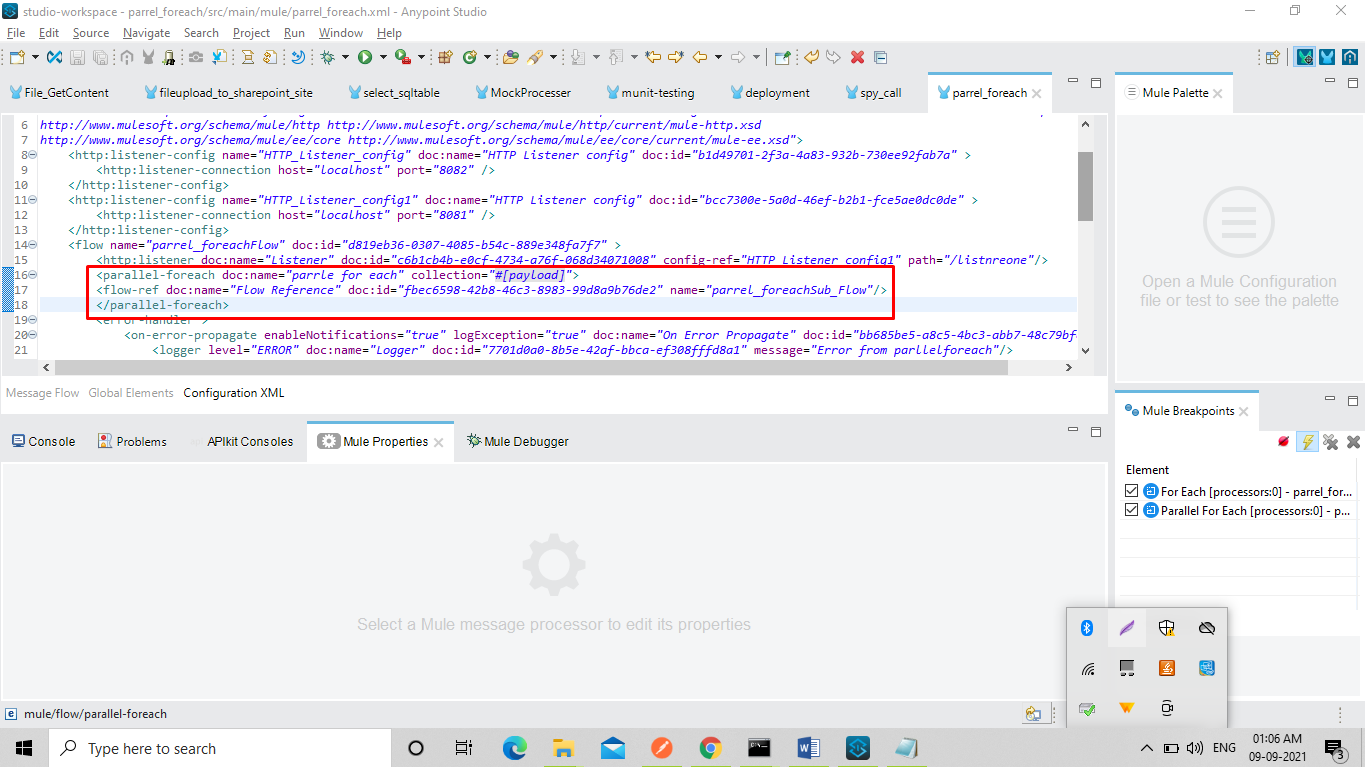 studio-workspace - parrel_foreach/src/main/mule/parrel_foreach.xml - Anypoint Studio
File Edit Source Navigate Search Project Run Window Help
File_GetContent fileupload_to_sharepoint_site select_sqltable MockProcesser munit-testing deployment spy_call parrel_foreach
Mule Palette
6 http://www.mulesoft.org/schema/mule/http http://www.mulesoft.org/schema/mule/http/current/mule-http.xsd
7 http://www.mulesoft.org/schema/mule/ee/core http://www.mulesoft.org/schema/mule/ee/core/current/mule-ee.xsd">
8 <http:listener-config name="HTTP_Listener_config" doc:name="HTTP Listener config" doc:id="b1d49701-2f3a-4a83-932b-730ee92fab7a" >
9 <http:listener-connection host="localhost" port="8082" />
10 </http:listener-config>
11 <http:listener-config name="HTTP_Listener_config1" doc:name="HTTP Listener config" doc:id="bcc7300e-5a0d-46ef-b2b1-fce5ae0dc0de" >
12 <http:listener-connection host="localhost" port="8081" />
13 </http:listener-config>
14 <flow name="parrel_foreachFlow" doc:id="d819eb36-0307-4085-b54c-889e348fa7f7" >
15 <http:listener doc:name="Listener" doc:id="c6b1cb4b-e0cf-4734-a76f-068d34071008" config-ref="HTTP_Listener_config1" path="/listnreone"/>
16 <parallel-foreach doc:name="parrle for each" collection="#[payload]">
17 <flow-ref doc:name="Flow Reference" doc:id="fbec6598-42b8-46c3-8983-99d8a9b76de2" name="parrel_foreachSub_Flow"/>
18 </parallel-foreach>
19 <error-handler >
20 <on-error-propagate enableNotifications="true" logException="true" doc:name="On Error Propagate" doc:id="bb685be5-a8c5-4bc3-abb7-48c79bf
21 <logger level="ERROR" doc:name="Logger" doc:id="7701d0a0-8b5e-42af-bbca-ef308fffd8a1" message="Error from parllelforeach"/>
Open a Mule Configuration
file or test to see the palette
Message Flow Global Elements Configuration XML
Console Problems APIkit Consoles Mule Properties Mule Debugger
Select a Mule message processor to edit its properties
Mule Breakpoints
Element
For Each [processors:0] - parrel_for...
Parallel For Each [processors:0] - p...
mule/flow/parallel-foreach
Type here to search
ENG
01:06 AM
09-09-2021
3